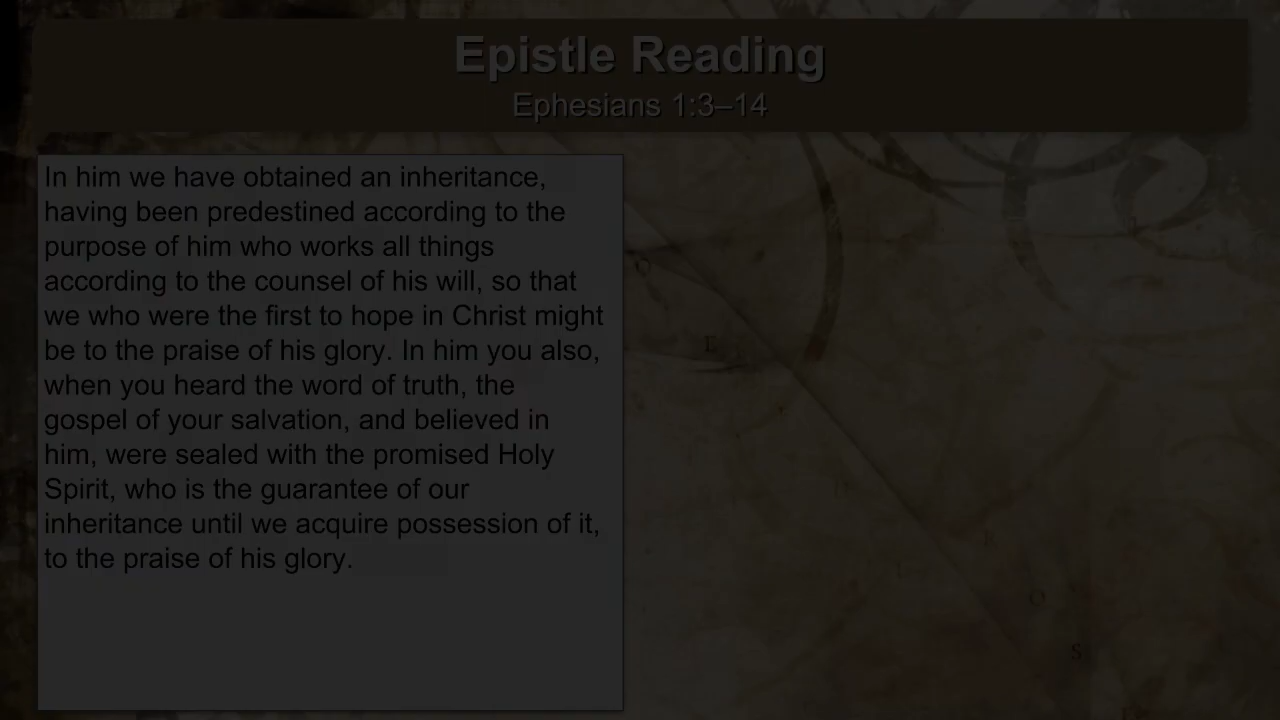 Epistle Reading
Ephesians 1:3–14
In him we have obtained an inheritance,
having been predestined according to the
purpose of him who works all things
according to the counsel of his will, so that
we who were the first to hope in Christ might
be to the praise of his glory. In him you also,
when you heard the word of truth, the
gospel of your salvation, and believed in
him, were sealed with the promised Holy
Spirit, who is the guarantee of our
inheritance until we acquire possession of it,
to the praise of his glory.